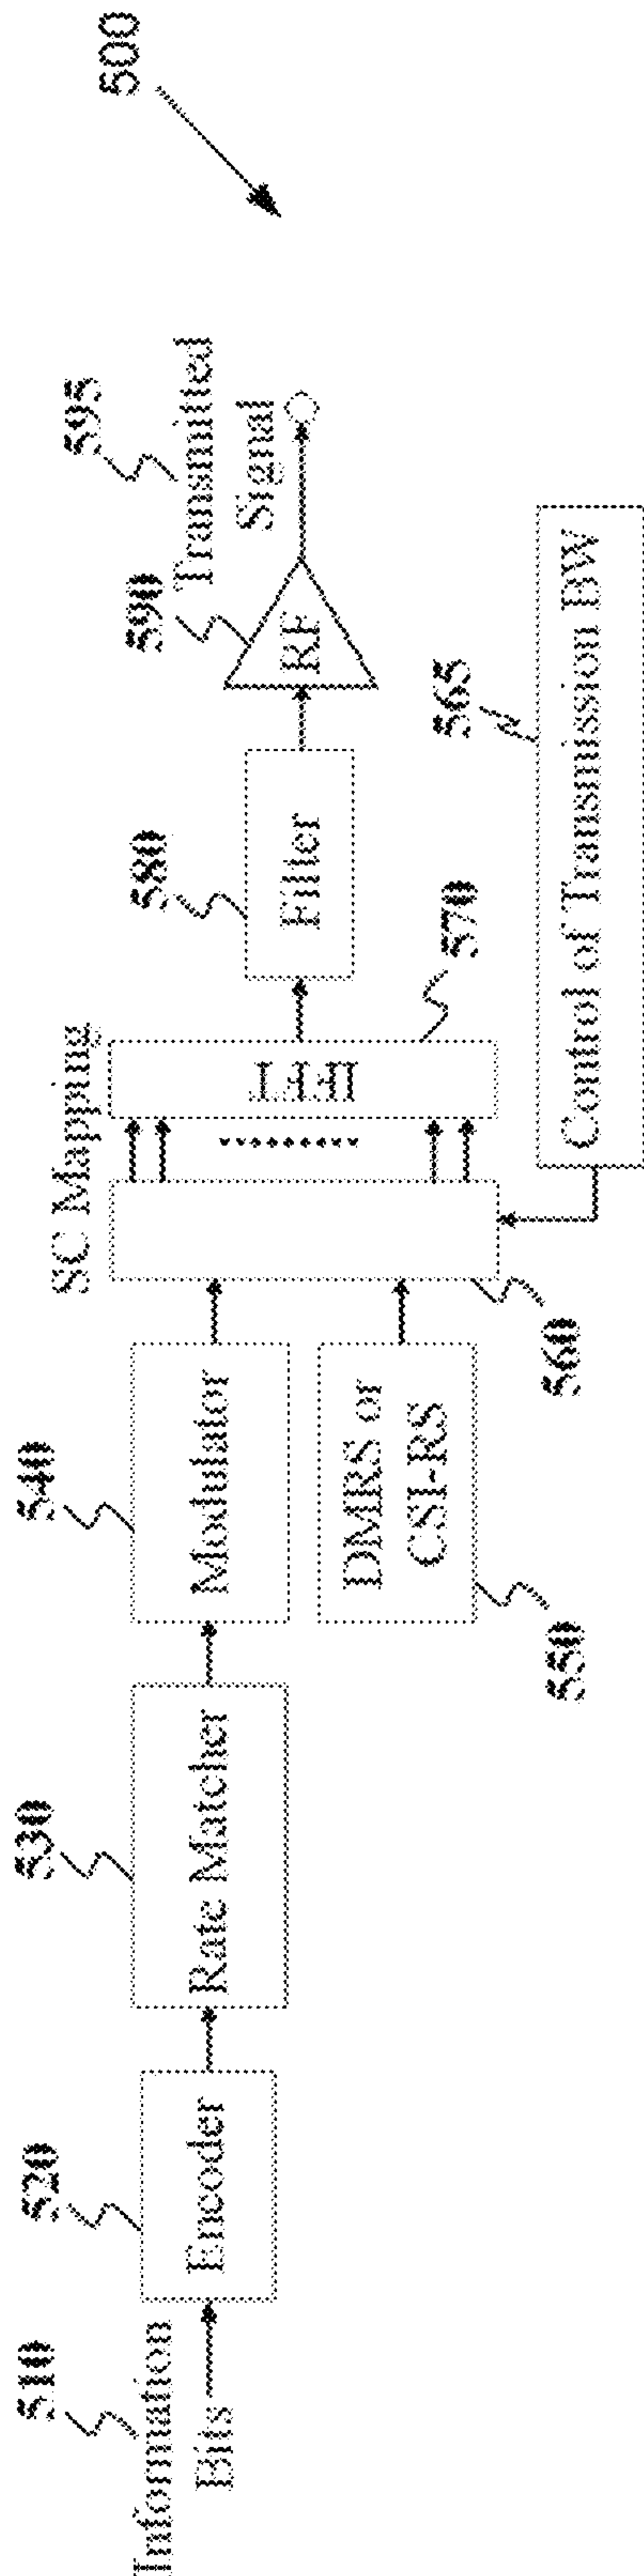 500
510
Information
Bits
520
Encoder
530
Rate Matcher
540
Modulator
DMRS or
CSI-RS
550
SC Mapping
560
570
580
Filter
590
RF
595
Transmitted
Signal
565
Control of Transmission BW